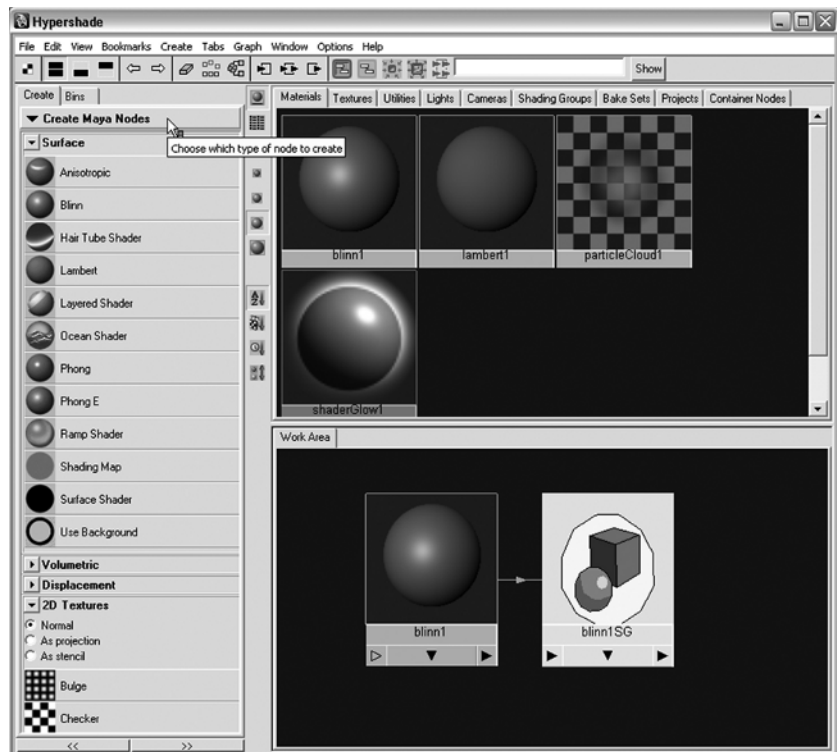 Hypershade
File Edit View Bookmarks Create Tabs Graph Window Options Help
Show
Create Bins
Create Maya Nodes
Choose which type of node to create
Surface
Anisotropic
Blinn
Hair Tube Shader
Lambert
Layered Shader
Ocean Shader
Phong
Phong E
Ramp Shader
Shading Map
Surface Shader
Use Background
Volumetric
Displacement
2D Textures
Normal
As projection
As stencil
Bulge
Checker
<< >>
Materials Textures Utilities Lights Cameras Shading Groups Bake Sets Projects Container Nodes
blinn1 lambert1 particleCloud1
shaderGlow1
Work Area
blinn1 blinn1SG